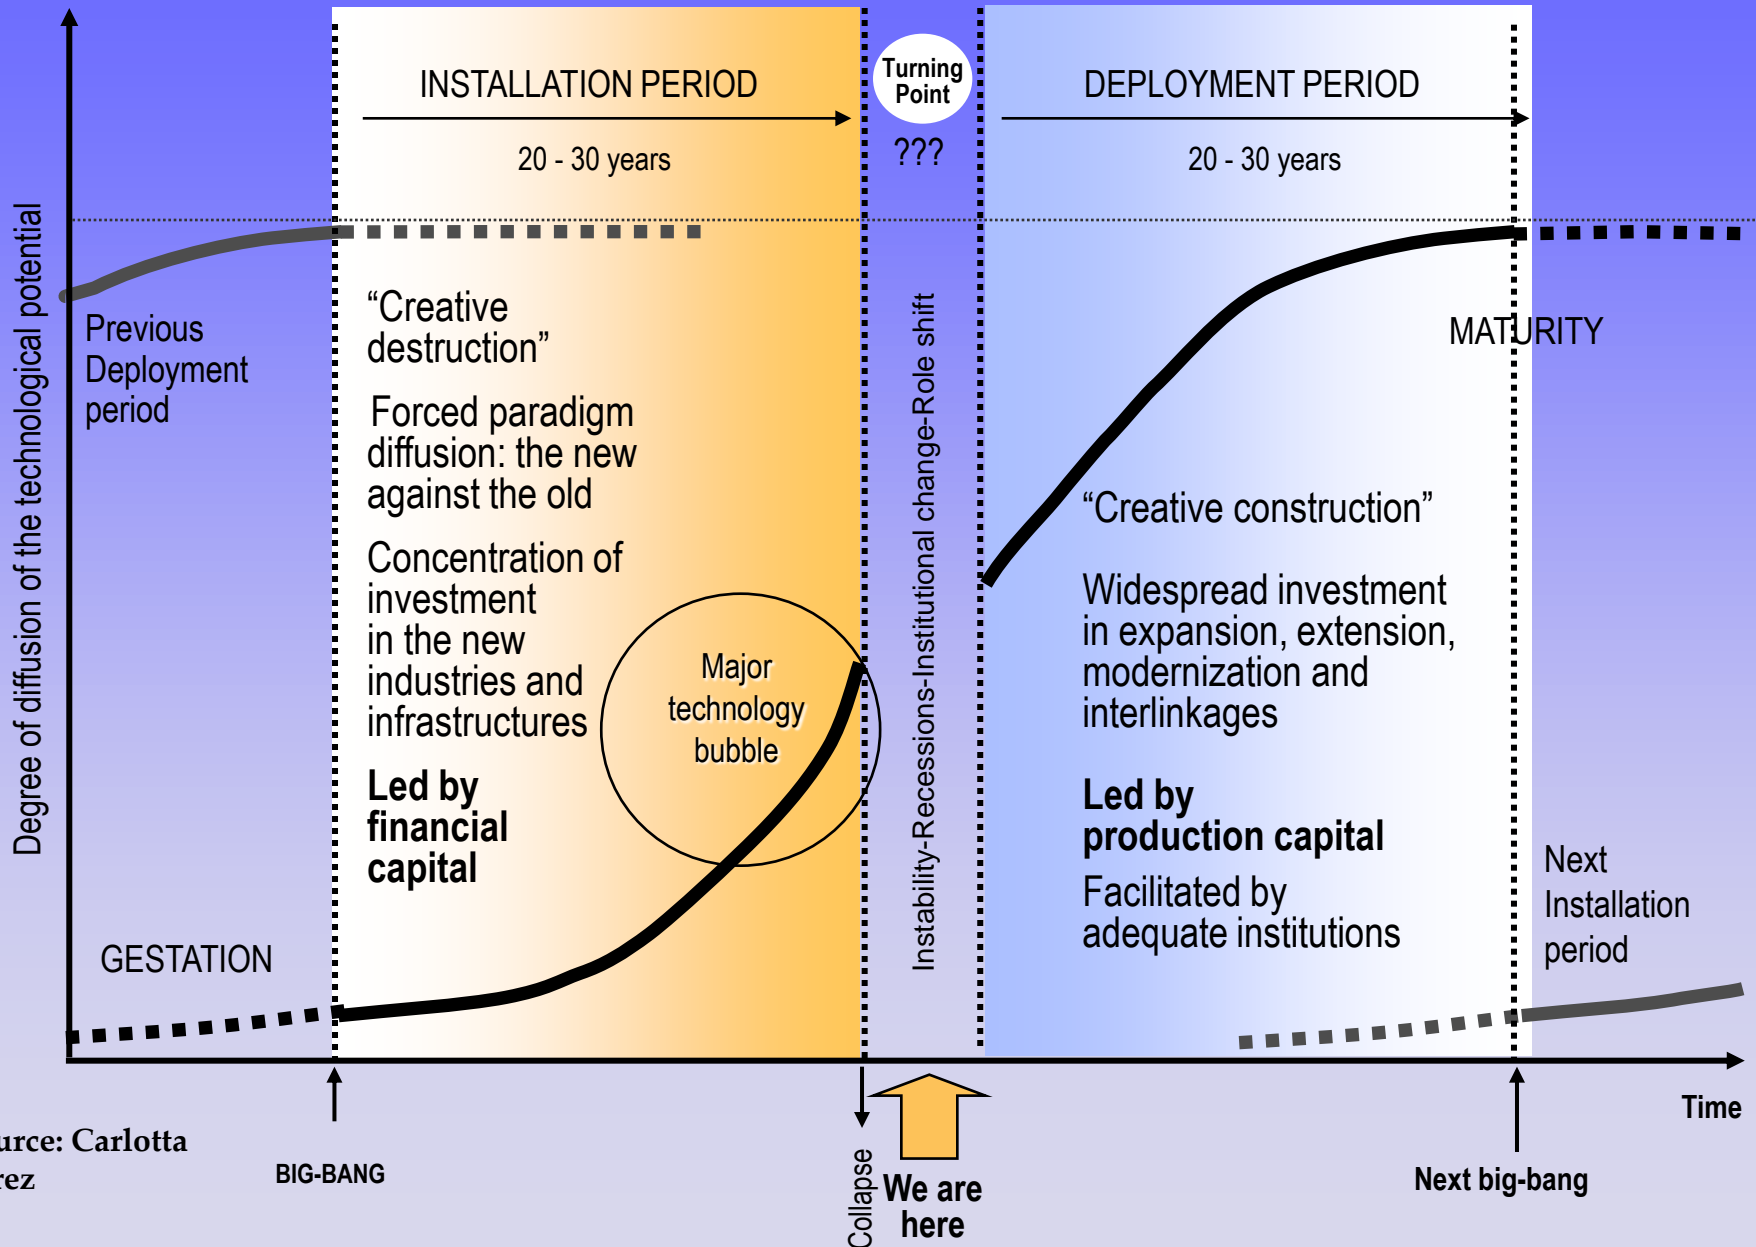 INSTALLATION PERIOD
20 - 30 years
Turning
Point
???
DEPLOYMENT PERIOD
20 - 30 years
Degree of diffusion of the technological potential
Previous
Deployment
period
“Creative
destruction”
Forced paradigm
diffusion: the new
against the old
Concentration of
investment
in the new
industries and
infrastructures
Led by
financial
capital
Major
technology
bubble
Instability-Recessions-Institutional change-Role shift
MATURITY
“Creative construction”
Widespread investment
in expansion, extension,
modernization and
interlinkages
Led by
production capital
Facilitated by
adequate institutions
Next
Installation
period
GESTATION
Time
urce: Carlotta
rez
BIG-BANG
Collapse
We are
here
Next big-bang